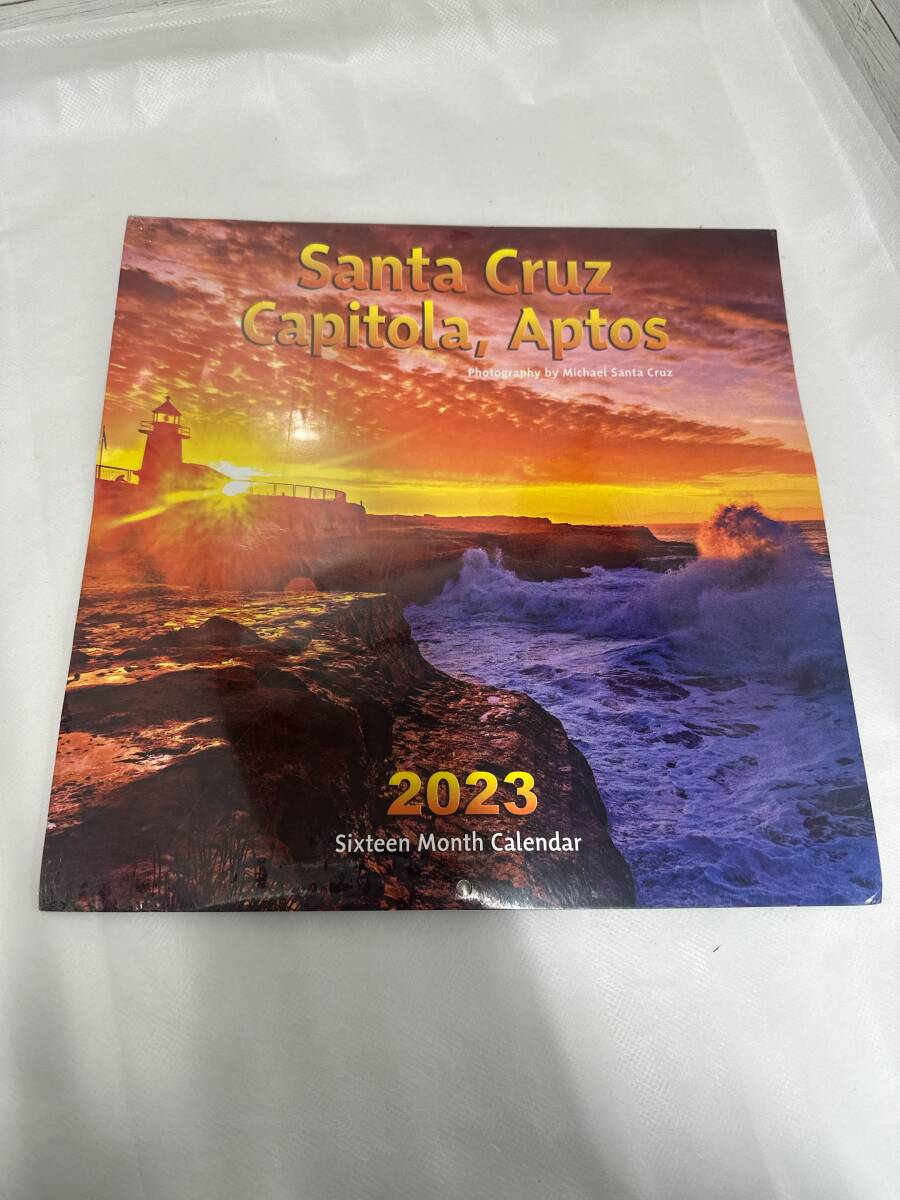 Santa Cruz
Capitola, Aptos
Photography by Michael Santa Cruz
2023
Sixteen Month Calendar